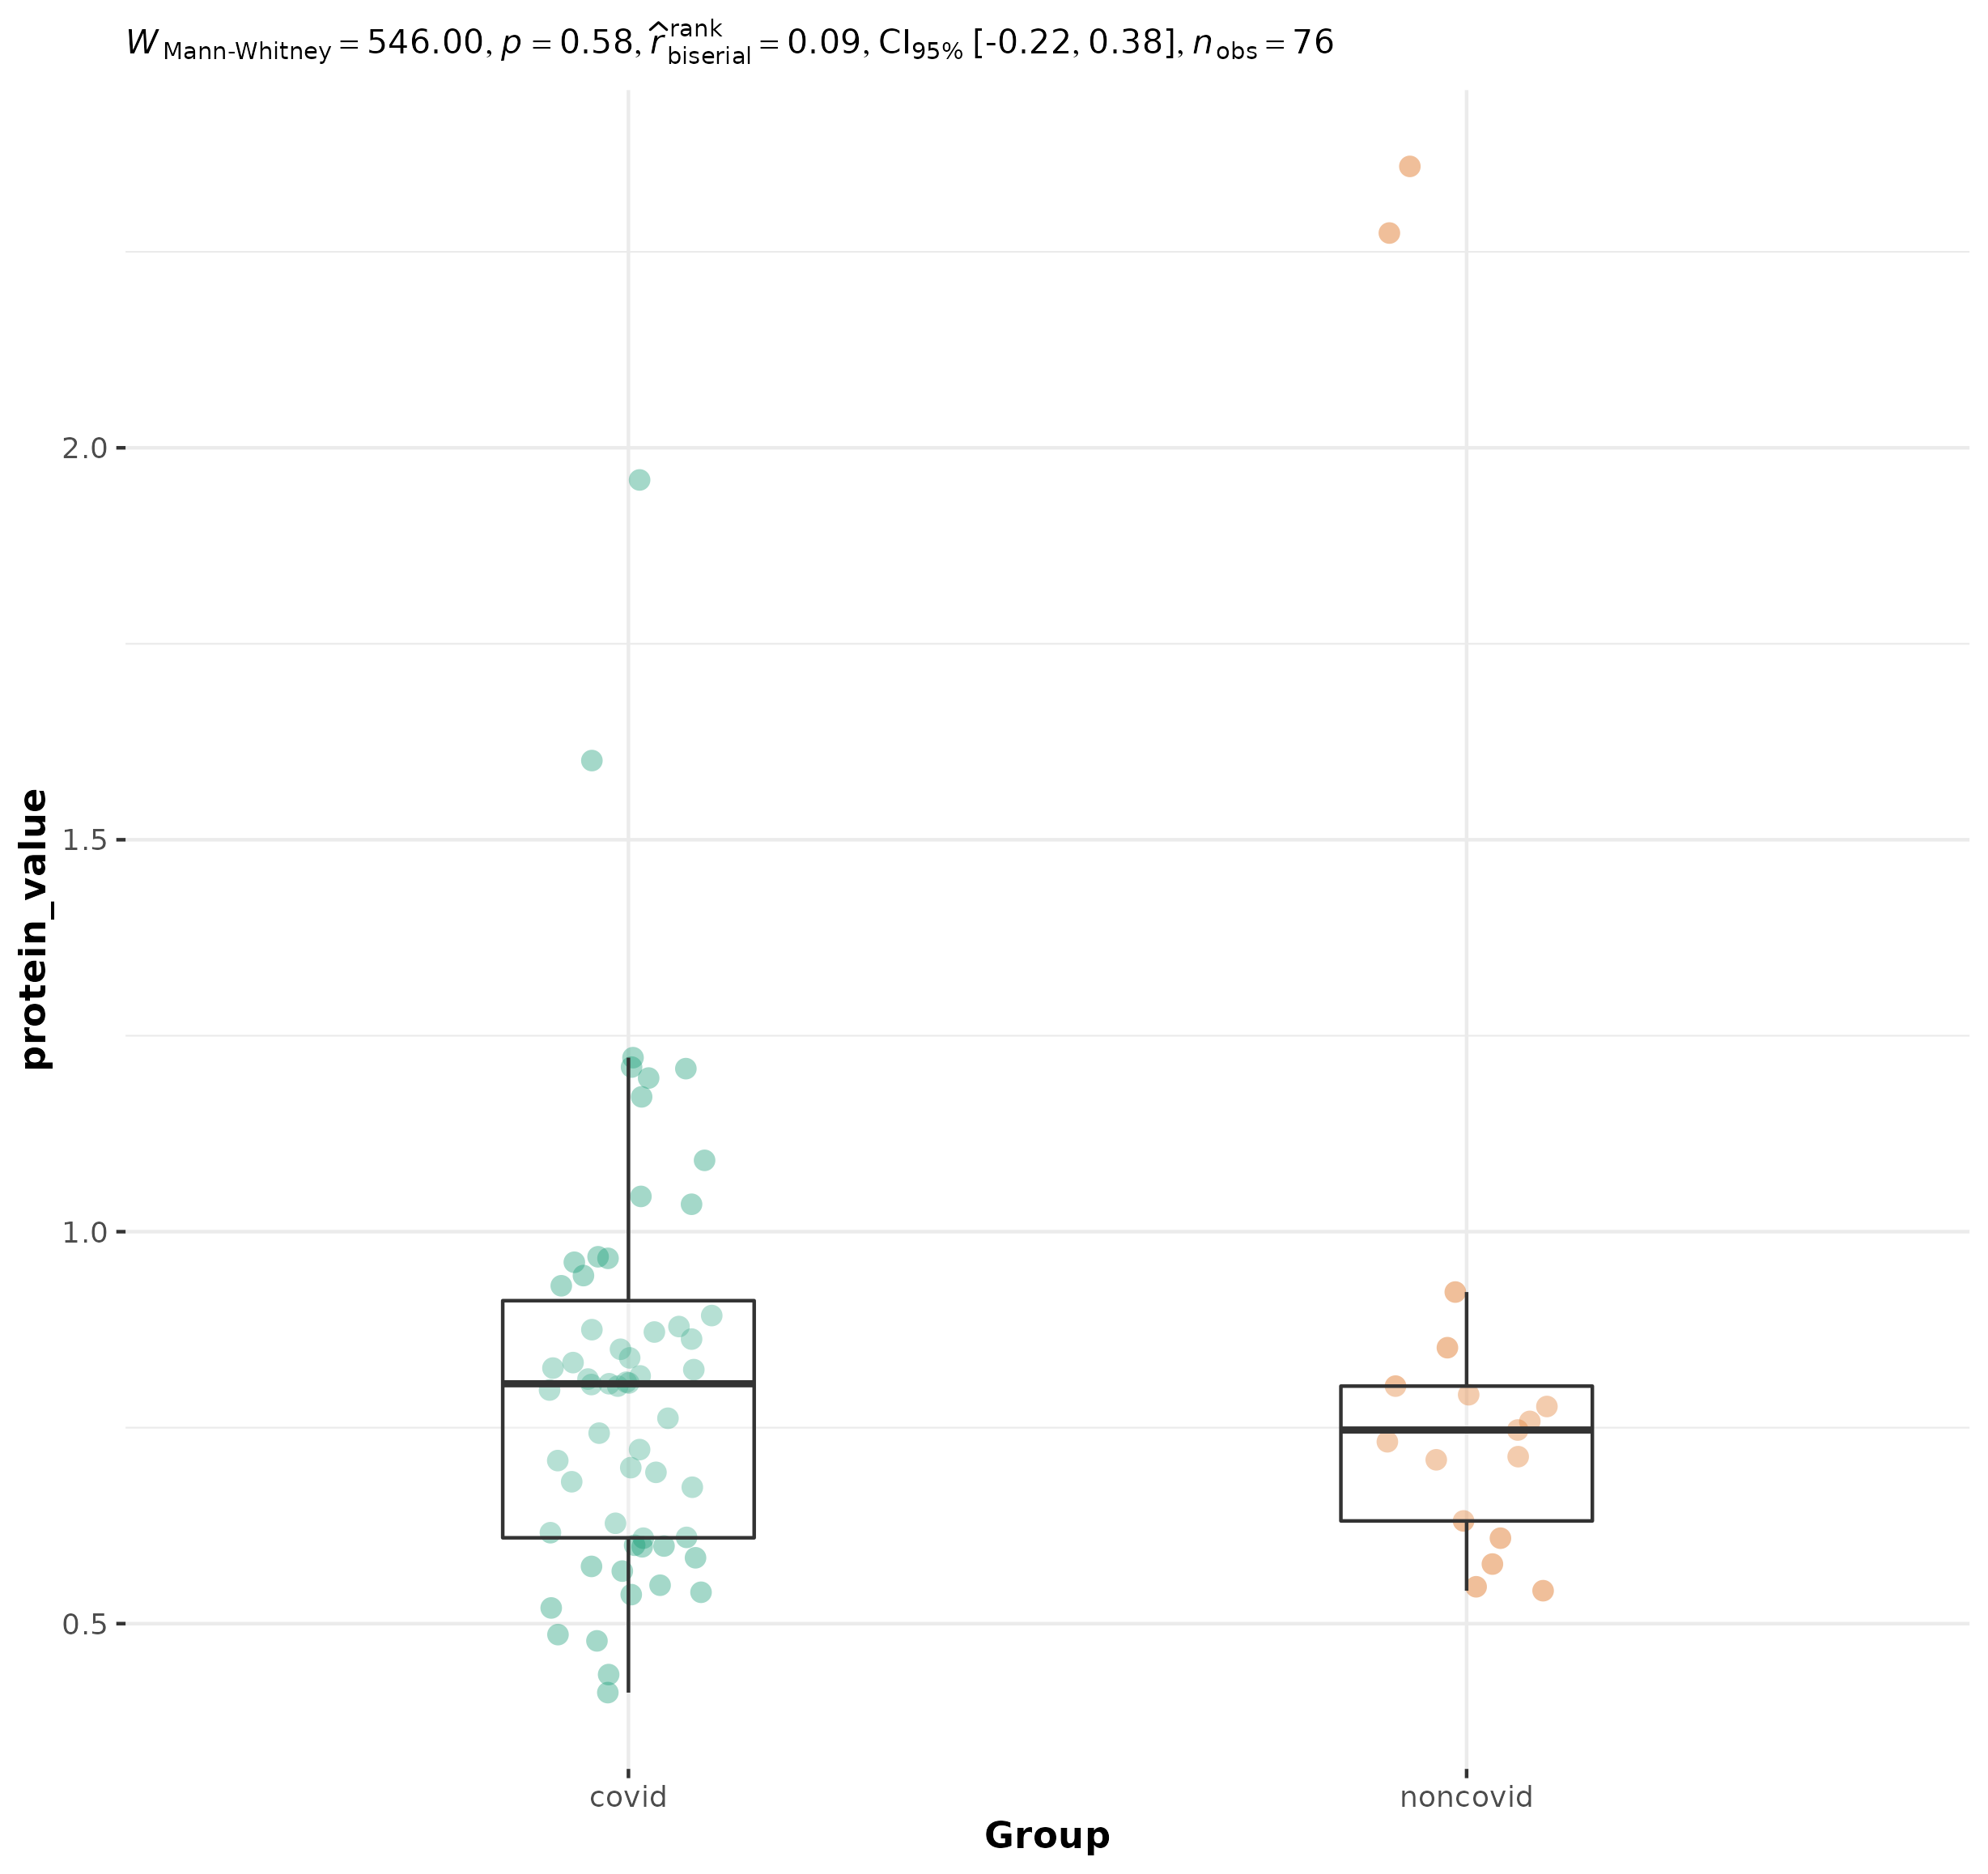 W Mann-Whitney = 546.00, p = 0.58, r̂ rank biserial = 0.09, CI95% [-0.22, 0.38], n obs = 76
protein_value
2.0
1.5
1.0
0.5
covid noncovid
Group